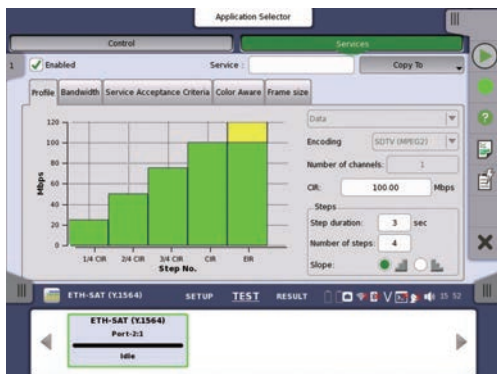 Application Selector
Control Services
1 Enabled Service : Copy To
Profile Bandwidth Service Acceptance Criteria Color Aware Frame size
Data
Encoding SDTV (MPEG2)
Number of channels: 1
CIR: 100.00 Mbps
Steps
Step duration: 3 sec
Number of steps: 4
Slope:
Mbps
120
100
80
60
40
20
0
1/4 CIR 2/4 CIR 3/4 CIR CIR EIR
Step No.
ETH-SAT (Y.1564) SETUP TEST RESULT 15 52
ETH-SAT (Y.1564)
Port-2:1
Idle